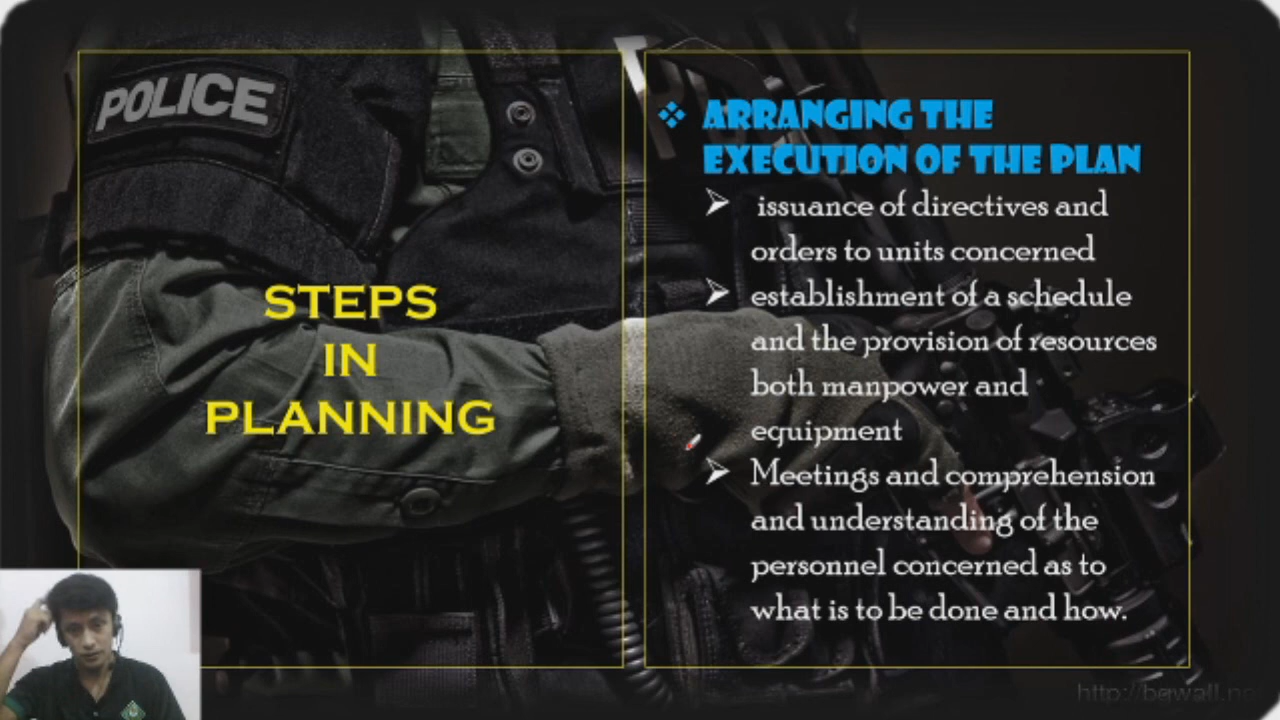 POLICE
STEPS
IN
PLANNING
❖ ARRANGING THE
EXECUTION OF THE PLAN
➢ issuance of directives and
orders to units concerned
➢ establishment of a schedule
and the provision of resources
both manpower and
equipment
➢ Meetings and comprehension
and understanding of the
personnel concerned as to
what is to be done and how.